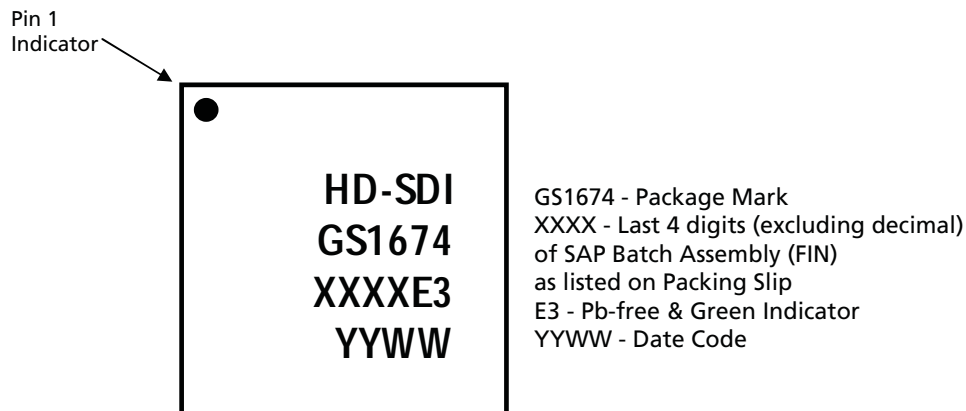 Pin 1
Indicator
HD-SDI
GS1674
XXXXE3
YYWW
GS1674 - Package Mark
XXXX - Last 4 digits (excluding decimal)
of SAP Batch Assembly (FIN)
as listed on Packing Slip
E3 - Pb-free & Green Indicator
YYWW - Date Code